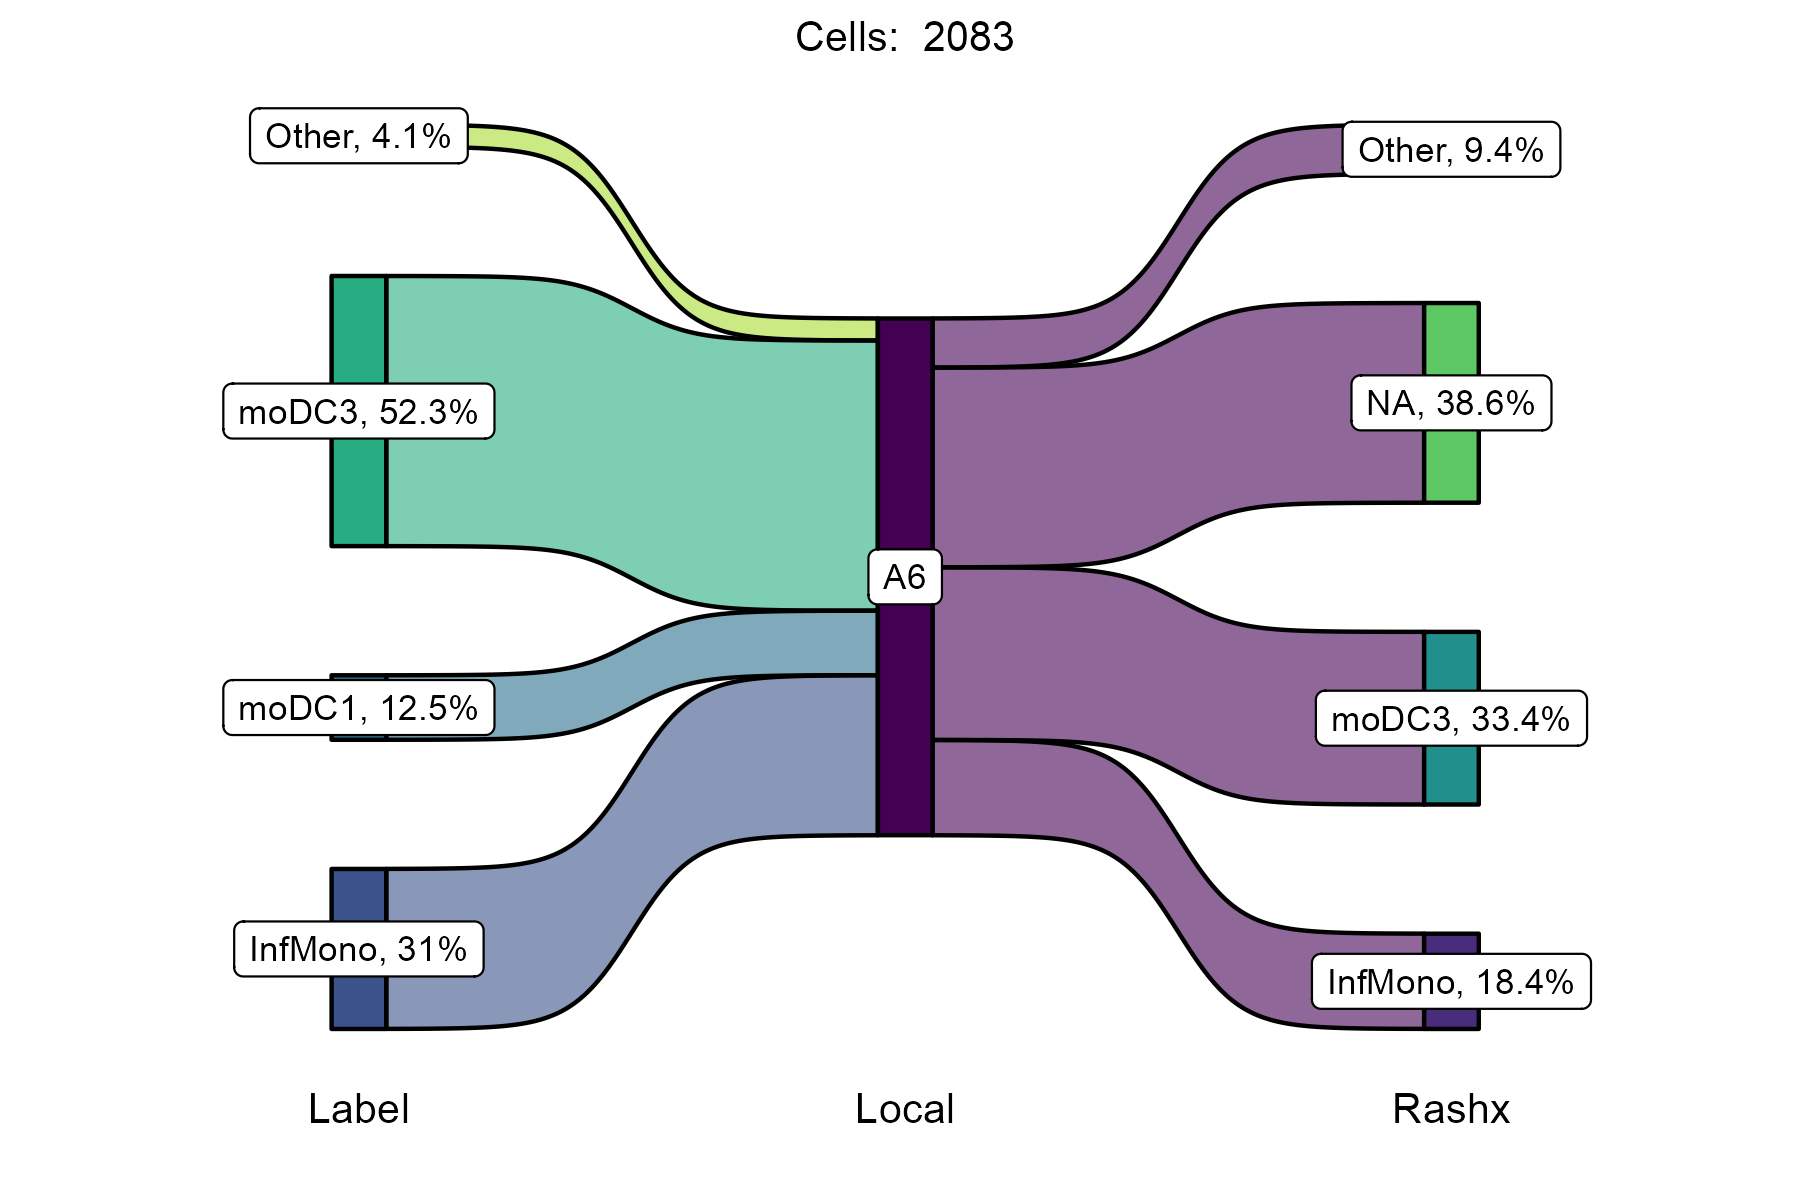 Cells:  2083
Other, 4.1%
Other, 9.4%
moDC3, 52.3%
NA, 38.6%
A6
moDC1, 12.5%
moDC3, 33.4%
InfMono, 31%
InfMono, 18.4%
Label
Local
Rashx